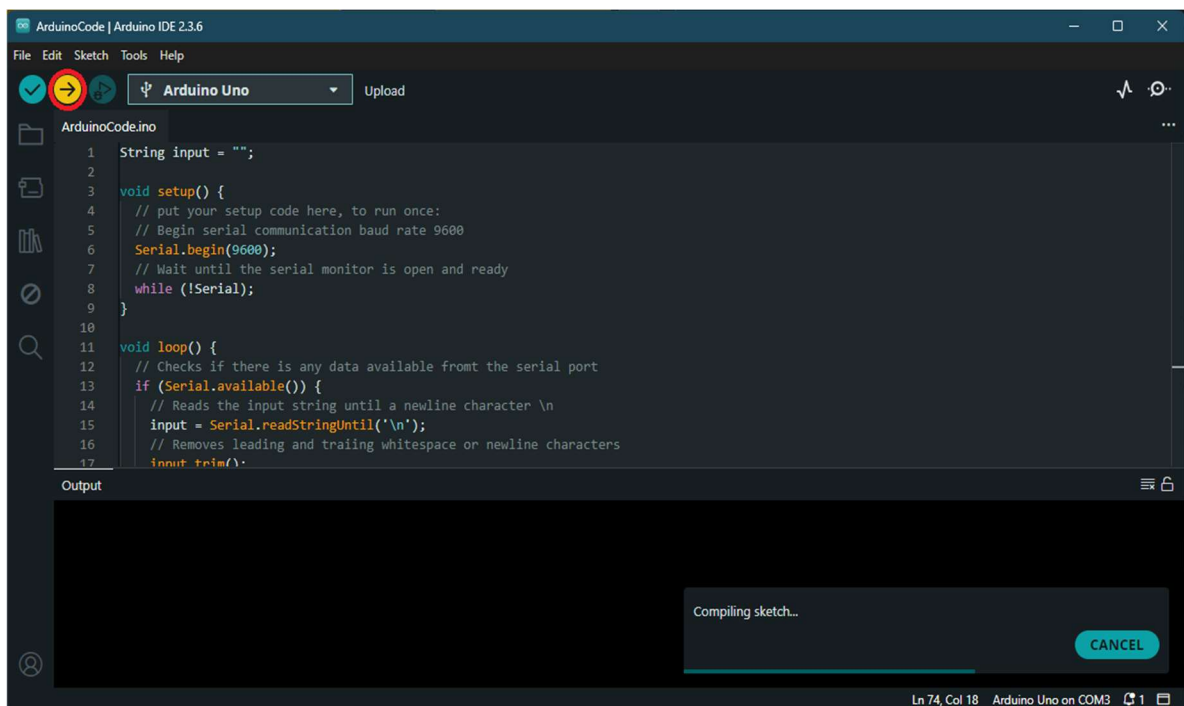 ArduinoCode | Arduino IDE 2.3.6
File Edit Sketch Tools Help
Arduino Uno
Upload
ArduinoCode.ino
1 String input = "";
2
3 void setup() {
4 // put your setup code here, to run once:
5 // Begin serial communication baud rate 9600
6 Serial.begin(9600);
7 // Wait until the serial monitor is open and ready
8 while (!Serial);
9 }
10
11 void loop() {
12 // Checks if there is any data available fromt the serial port
13 if (Serial.available()) {
14 // Reads the input string until a newline character \n
15 input = Serial.readStringUntil('\n');
16 // Removes leading and traiing whitespace or newline characters
17 input.trim();
Output
Compiling sketch...
CANCEL
Ln 74, Col 18 Arduino Uno on COM3 1